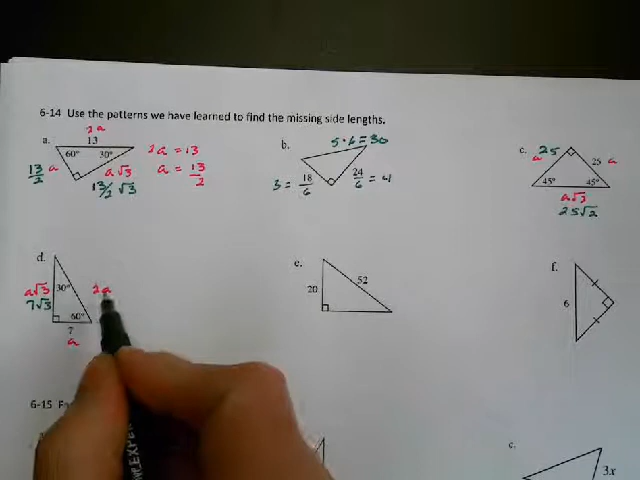 6-14 Use the patterns we have learned to find the missing side lengths.
a.
2a
13
60°
30°
13/2 a
a√3
13/2 √3
2a = 13
a = 13/2
b.
5·6=30
3 = 18/6
24/6 = 4
c.
25
a
25 a
45°
45°
a√3
25√2
d.
a√3
7√3
30°
60°
2a
7
a
e.
20
52
f.
6
6-15
c.
3x